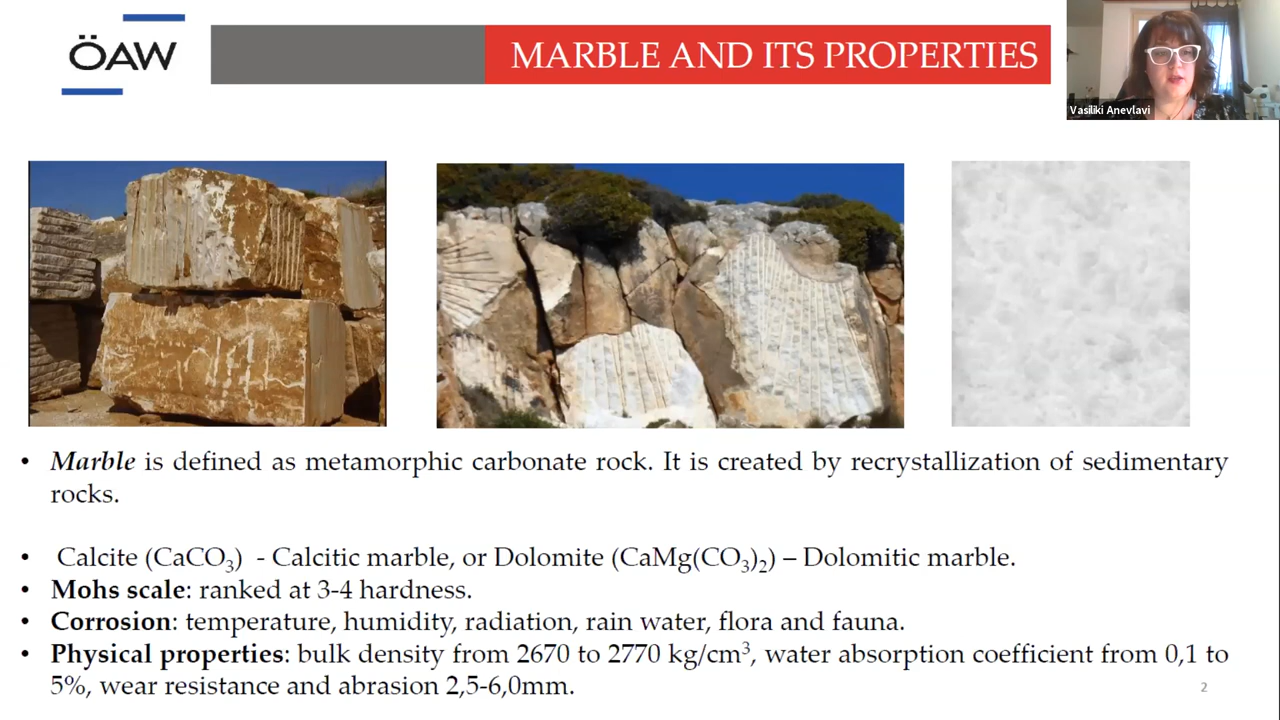 ÖAW
MARBLE AND ITS PROPERTIES
Vasiliki Anevlavi
• Marble is defined as metamorphic carbonate rock. It is created by recrystallization of sedimentary
rocks.
• Calcite (CaCO₃) - Calcitic marble, or Dolomite (CaMg(CO₃)₂) – Dolomitic marble.
• Mohs scale: ranked at 3-4 hardness.
• Corrosion: temperature, humidity, radiation, rain water, flora and fauna.
• Physical properties: bulk density from 2670 to 2770 kg/cm³, water absorption coefficient from 0,1 to
5%, wear resistance and abrasion 2,5-6,0mm.
2